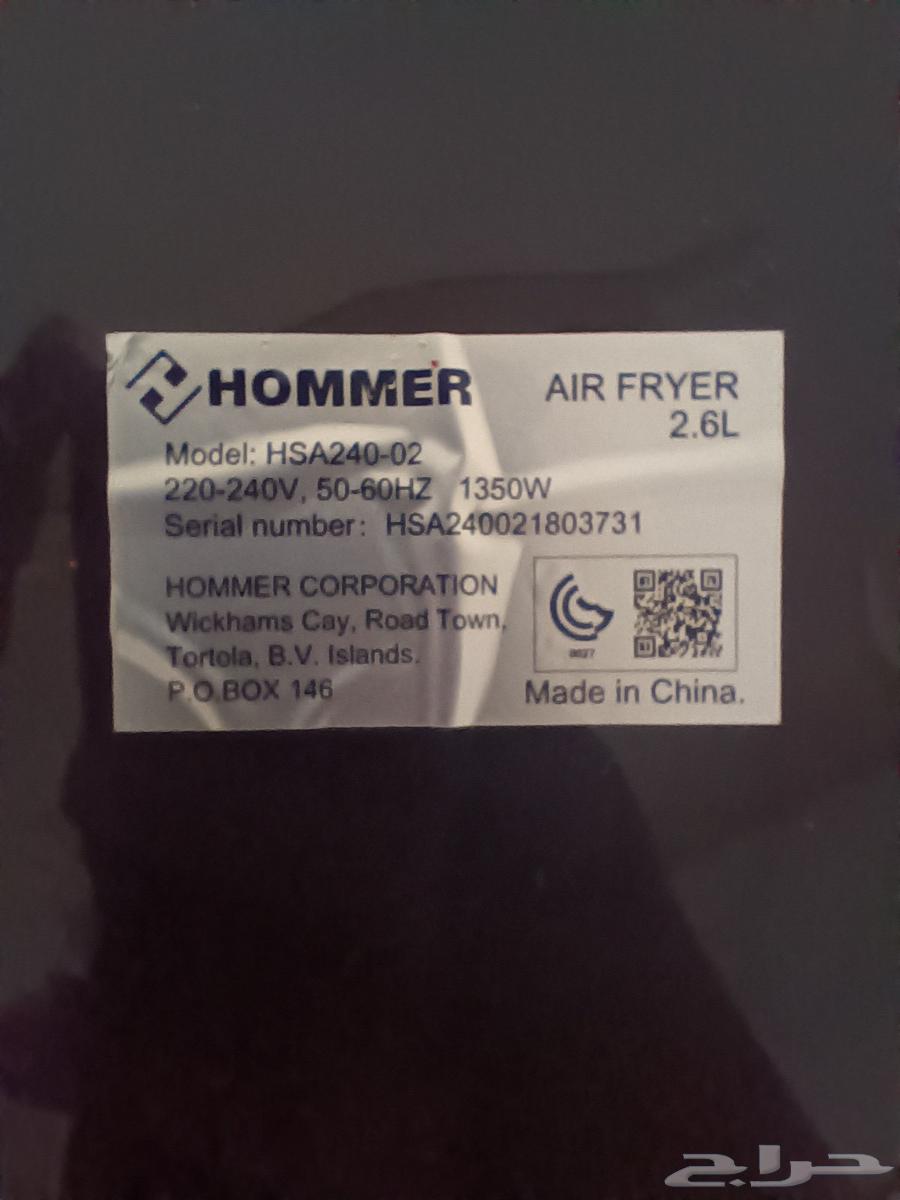 HOMMER
AIR FRYER
2.6L
Model: HSA240-02
220-240V, 50-60HZ 1350W
Serial number: HSA240021803731
HOMMER CORPORATION
Wickhams Cay, Road Town,
Tortola, B.V. Islands.
P.O.BOX 146
0027
Made in China.
حراج